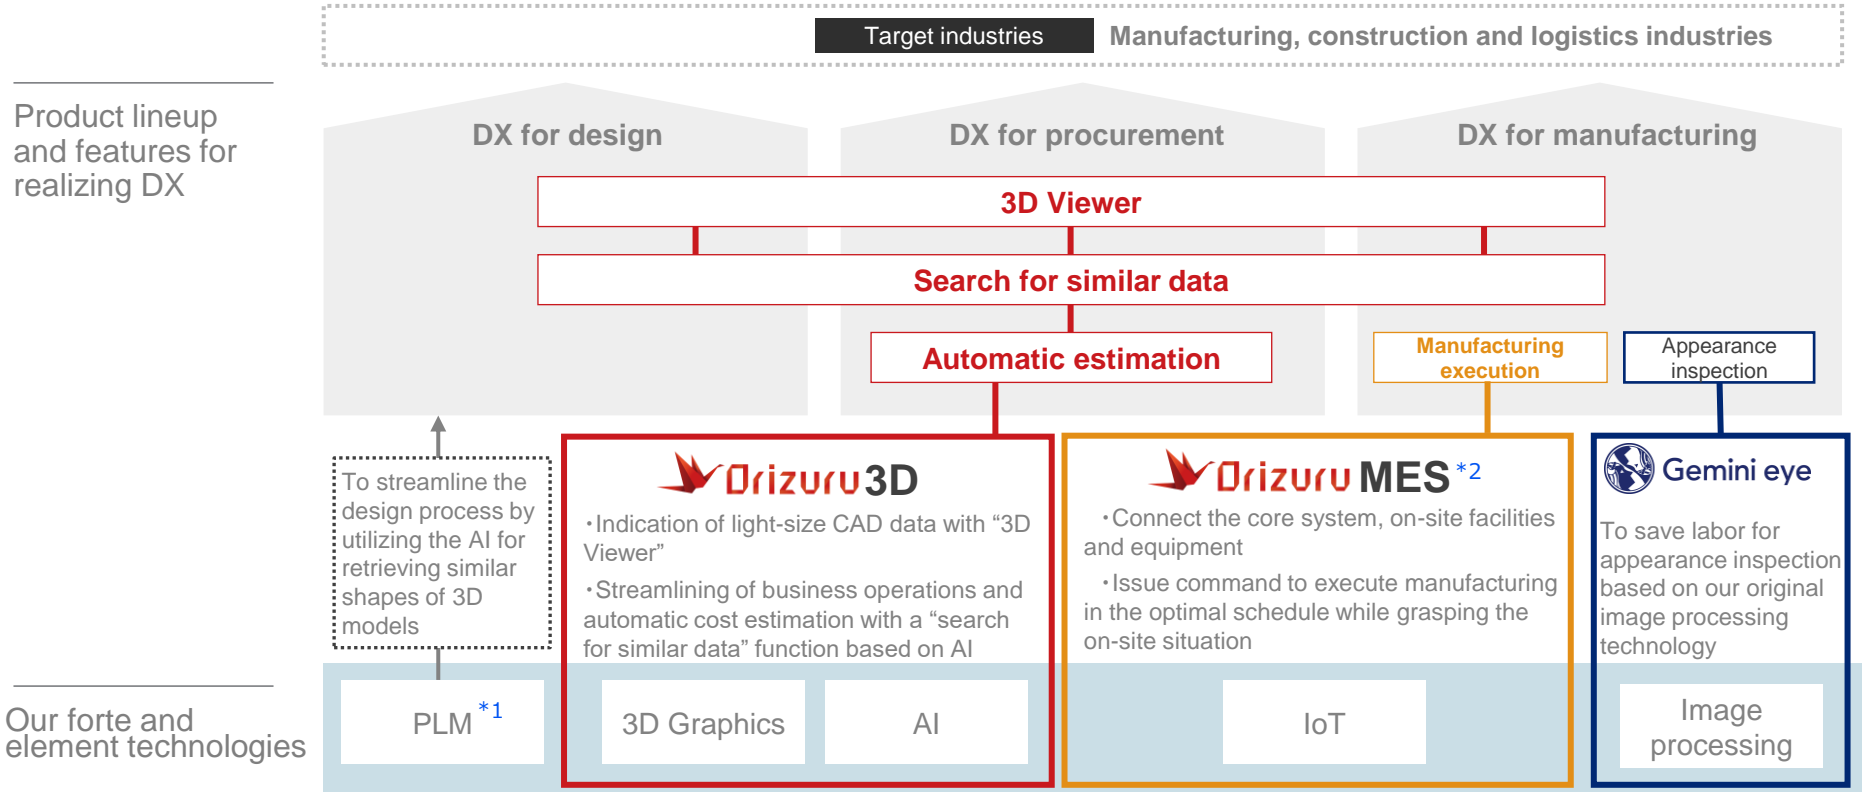 Target industries
Manufacturing, construction and logistics industries
Product lineup
and features for
realizing DX
DX for design
DX for procurement
DX for manufacturing
3D Viewer
Search for similar data
Automatic estimation
Manufacturing
execution
Appearance
inspection
To streamline the
design process by
utilizing the AI for
retrieving similar
shapes of 3D
models
Orizuru 3D
・Indication of light-size CAD data with “3D
Viewer”
・Streamlining of business operations and
automatic cost estimation with a “search
for similar data” function based on AI
Orizuru MES *2
・Connect the core system, on-site facilities
and equipment
・Issue command to execute manufacturing
in the optimal schedule while grasping the
on-site situation
Gemini eye
To save labor for
appearance inspection
based on our original
image processing
technology
Our forte and
element technologies
PLM *1
3D Graphics
AI
IoT
Image
processing